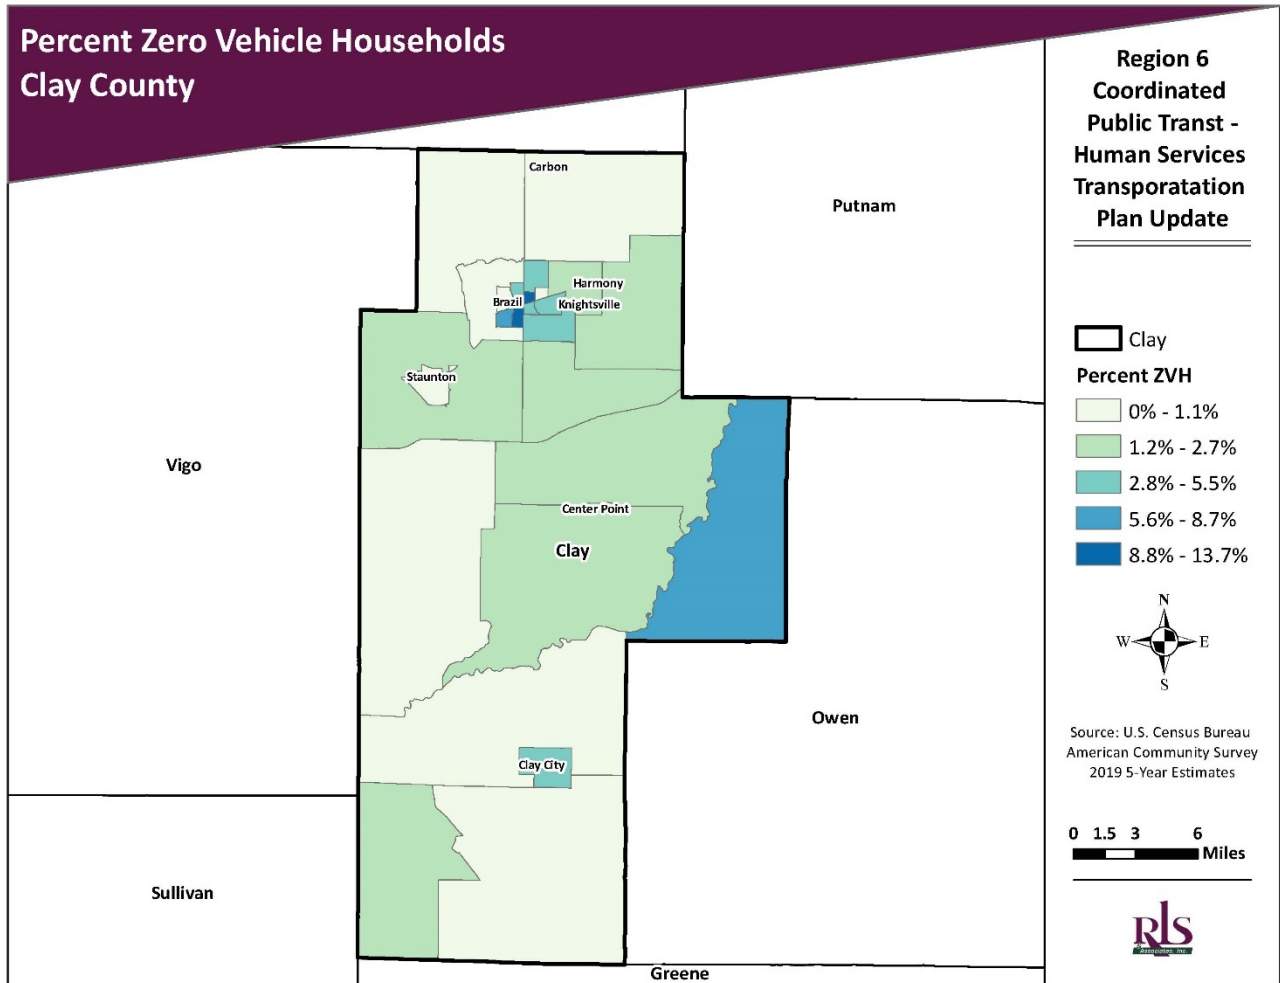 Percent Zero Vehicle Households
Clay County
Region 6
Coordinated
Public Transt -
Human Services
Transporatation
Plan Update
Carbon
Putnam
Harmony
Brazil
Knightsville
Staunton
Vigo
Center Point
Clay
Owen
Clay City
Sullivan
Greene
Clay
Percent ZVH
0% - 1.1%
1.2% - 2.7%
2.8% - 5.5%
5.6% - 8.7%
8.8% - 13.7%
N
W E
S
Source: U.S. Census Bureau
American Community Survey
2019 5-Year Estimates
0 1.5 3 6
Miles
RLS
& Associates, Inc.